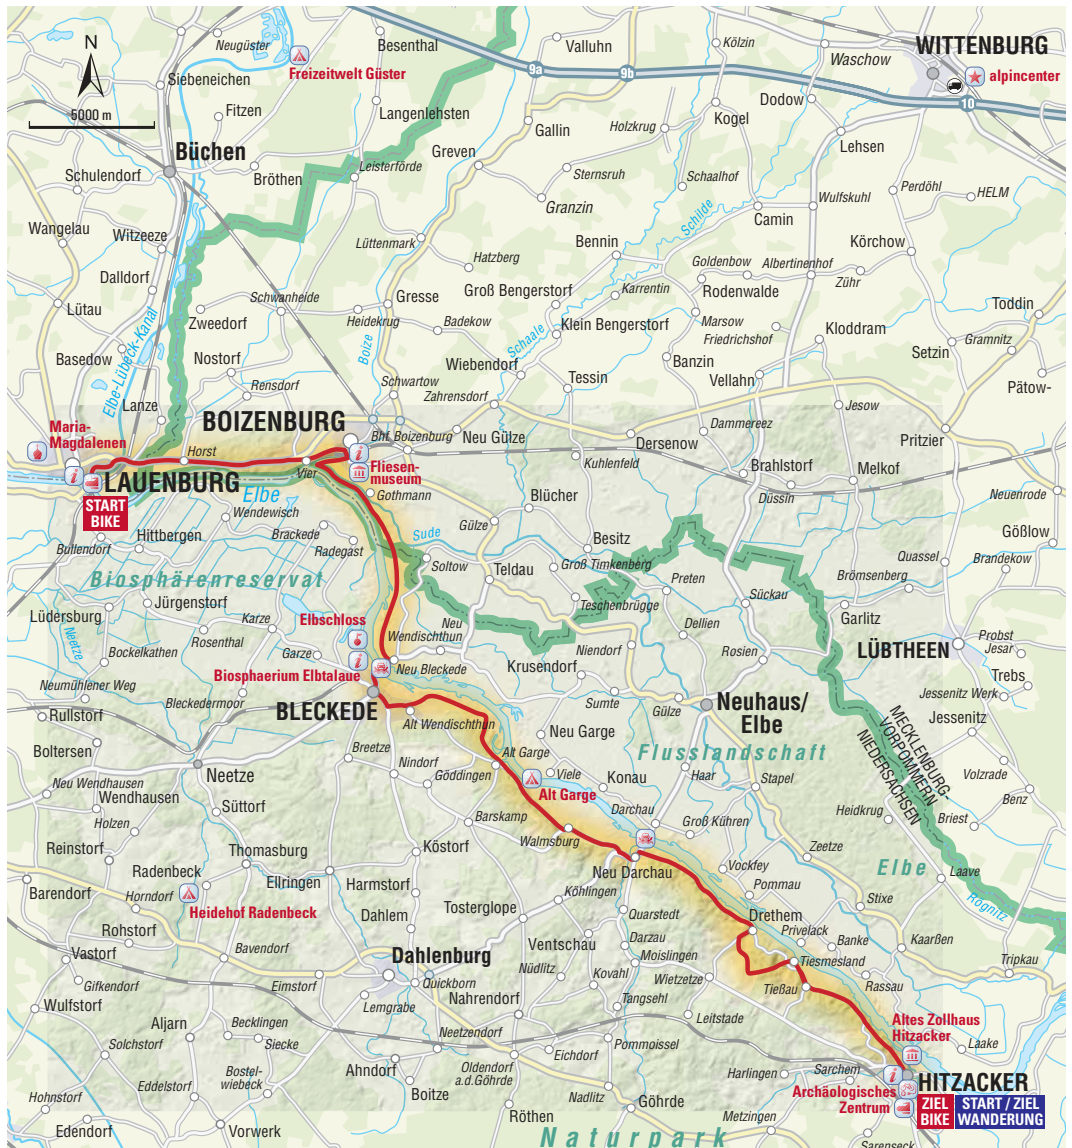 Neugüster
Besenthal
Valluhn
Kölzin
WITTENBURG
Waschow
alpincenter
N
Freizeitwelt Güster
9a
9b
10
Siebeneichen
5000 m
Fitzen
Langenlehsten
Dodow
Gallin
Holzkrug
Kogel
Lehsen
Büchen
Greven
Schulendorf
Bröthen
Leisterförde
Sternsruh
Schaalhof
Perdöhl
HELM
Granzin
Wulfskuhl
Camin
Schilde
Wangelau
Witzeeze
Lüttenmark
Bennin
Körchow
Hatzberg
Goldenbow
Albertinenhof
Dalldorf
Zühr
Groß Bengerstorf
Karrentin
Rodenwalde
Schwanheide
Gresse
Lütau
Toddin
Zweedorf
Heidekrug
Badekow
Klein Bengerstorf
Marsow
Friedrichshof
Kloddram
Gramnitz
Basedow
Elbe-Lübeck-Kanal
Boize
Schaale
Setzin
Nostorf
Wiebendorf
Banzin
Rensdorf
Schwartow
Tessin
Vellahn
Pätow-
Zahrensdorf
Lanze
Jesow
BOIZENBURG
Maria-
Magdalenen
Bhf Boizenburg
Neu Gülze
Dammereez
Dersenow
Pritzier
Horst
Vier
Fliesen-
museum
Kuhlenfeld
Brahlstorf
Melkof
LAUENBURG
Elbe
Gothmann
Blücher
Düssin
Neuenrode
START
BIKE
Wendewisch
Gülze
Gößlow
Hittbergen
Brackede
Sude
Besitz
Bullendorf
Radegast
Quassel
Brandekow
Soltow
Groß Timkenberg
Biosphärenreservat
Teldau
Preten
Brömsenberg
Jürgenstorf
Teschenbrügge
Sückau
Lüdersburg
Elbschloss
Garlitz
Karze
Neu
Wendischthun
Dellien
Neetze
Rosenthal
Niendorf
LÜBTHEEN
Probst
Jesar
Bockelkathen
Garze
Rosien
Neu Bleckede
Krusendorf
Trebs
Neumühlener Weg
Biosphaerium Elbtalaue
Jessenitz Werk
Bleckedermoor
BLECKEDE
Sumte
Gülze
Neuhaus/
Elbe
Rullstorf
Alt Wendischthun
Jessenitz
Neu Garge
MECKLENBURG-
VORPOMMERN
NIEDERSACHSEN
Boltersen
Breetze
Alt Garge
Flusslandschaft
Neetze
Nindorf
Göddingen
Viele
Konau
Haar
Stapel
Volzrade
Neu Wendhausen
Alt Garge
Wendhausen
Süttorf
Darchau
Heidkrug
Benz
Holzen
Barskamp
Groß Kühren
Briest
Walmsburg
Reinstorf
Thomasburg
Köstorf
Zeetze
Radenbeck
Neu Darchau
Vockfey
Elbe
Laave
Barendorf
Ellringen
Harmstorf
Pommau
Horndorf
Köhlingen
Stixe
Rögnitz
Heidehof Radenbeck
Tosterglope
Quarstedt
Drethem
Dahlem
Privelack
Rohstorf
Banke
Kaarßen
Vastorf
Bavendorf
Ventschau
Darzau
Dahlenburg
Moislingen
Tiesmesland
Tripkau
Gifkendorf
Eimstorf
Quickborn
Nüdlitz
Kovahl
Wietzetze
Tießau
Rassau
Wulfstorf
Lemgrabe
Nahrendorf
Tangsehl
Leitstade
Aljarn
Becklingen
Neetzendorf
Altes Zollhaus
Hitzacker
Solchstorf
Siecke
Pommoissel
Laake
Eichdorf
Ahndorf
Oldendorf
a.d.Göhrde
Harlingen
Sarchem
HITZACKER
Bostel-
wiebeck
Eddelstorf
Boitze
Archäologisches
Zentrum
Hohnstorf
Nadlitz
Göhrde
ZIEL
BIKE
START / ZIEL
WANDERUNG
Röthen
Metzingen
Edendorf
Vorwerk
Naturpark
Sarenseck